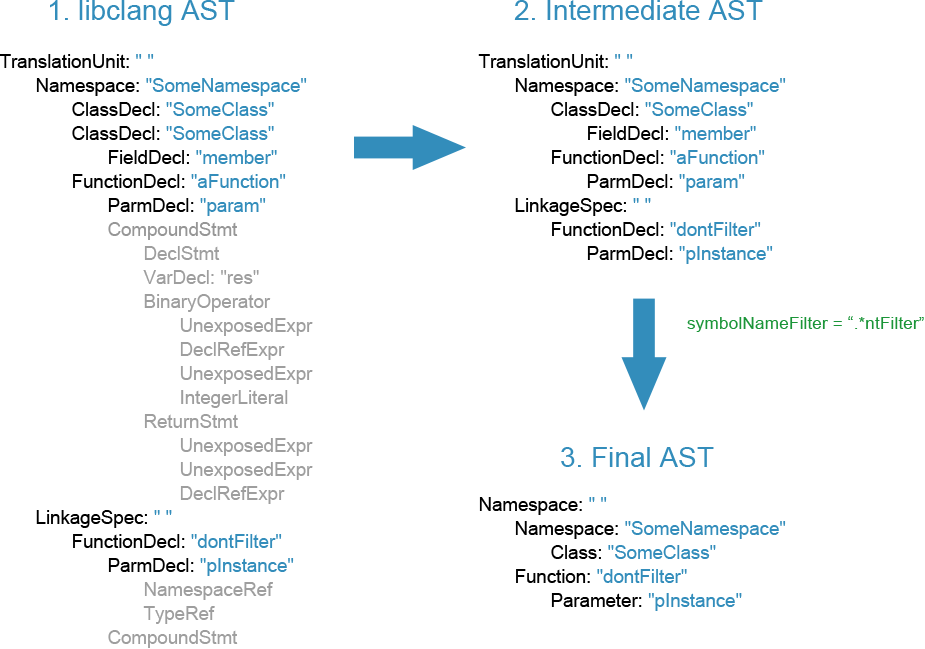 1. libclang AST
TranslationUnit: " "
Namespace: "SomeNamespace"
ClassDecl: "SomeClass"
ClassDecl: "SomeClass"
FieldDecl: "member"
FunctionDecl: "aFunction"
ParmDecl: "param"
CompoundStmt
DeclStmt
VarDecl: "res"
BinaryOperator
UnexposedExpr
DeclRefExpr
UnexposedExpr
IntegerLiteral
ReturnStmt
UnexposedExpr
UnexposedExpr
DeclRefExpr
LinkageSpec: " "
FunctionDecl: "dontFilter"
ParmDecl: "pInstance"
NamespaceRef
TypeRef
CompoundStmt
2. Intermediate AST
TranslationUnit: " "
Namespace: "SomeNamespace"
ClassDecl: "SomeClass"
FieldDecl: "member"
FunctionDecl: "aFunction"
ParmDecl: "param"
LinkageSpec: " "
FunctionDecl: "dontFilter"
ParmDecl: "pInstance"
symbolNameFilter = “.*ntFilter”
3. Final AST
Namespace: " "
Namespace: "SomeNamespace"
Class: "SomeClass"
Function: "dontFilter"
Parameter: "pInstance"